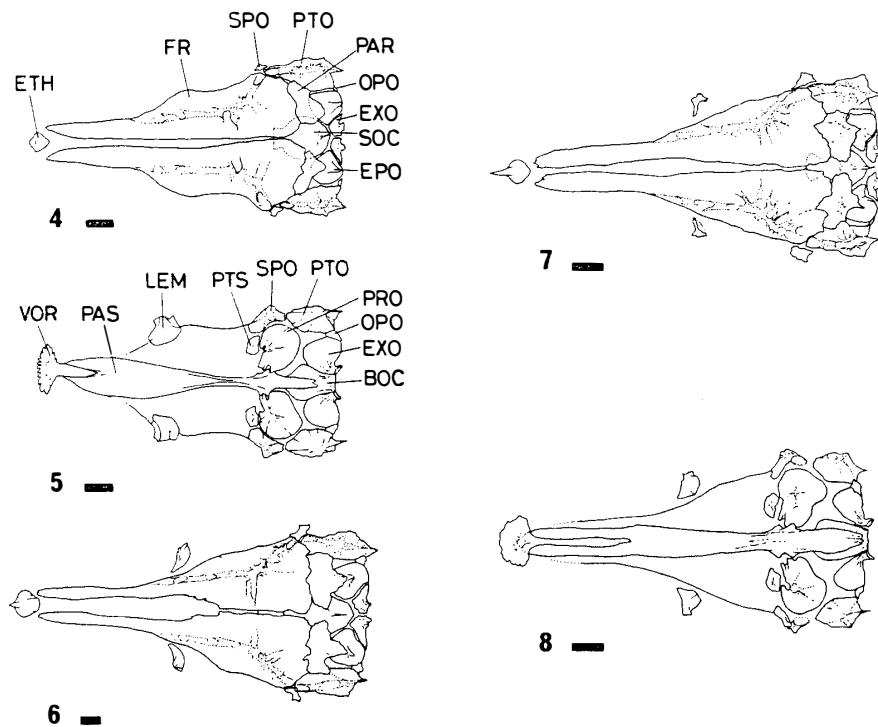 SPO PTO
FR PAR
ETH OPO
EXO
SOC
EPO
4
7
SPO
LEM PTS PTO
VOR PAS PRO
OPO
EXO
BOC
5
8
6